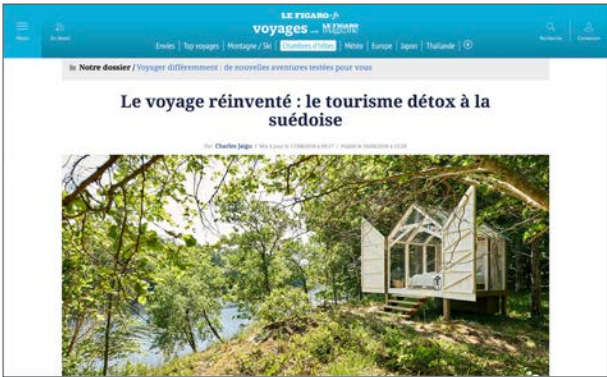 LE FIGARO·fr
voyages
Menu
En direct
Recherche
Connexion
Envies | Top voyages | Montagne / Ski | Chambres d'hôtes | Météo | Europe | Japon | Thaïlande |
Notre dossier / Voyager différemment : de nouvelles aventures testées pour vous
Le voyage réinventé : le tourisme détox à la
suédoise
Par Charles Jaigu